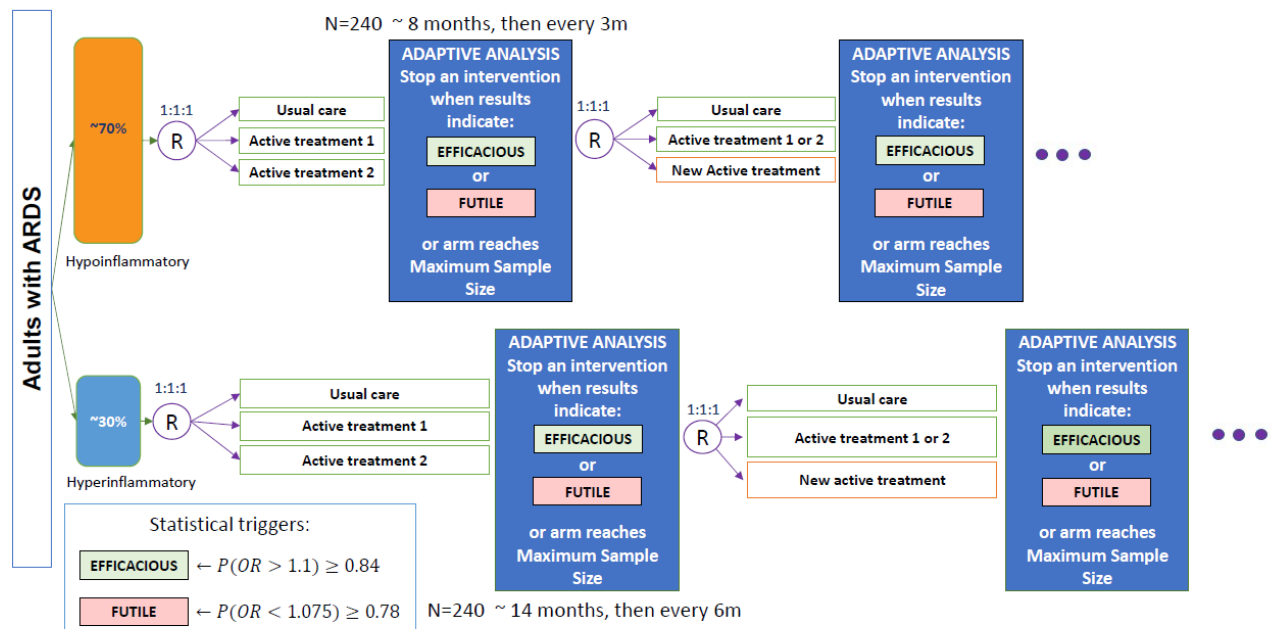 Adults with ARDS
N=240 ~ 8 months, then every 3m
~70%
Hypoinflammatory
1:1:1
R
Usual care
Active treatment 1
Active treatment 2
ADAPTIVE ANALYSIS
Stop an intervention
when results
indicate:
EFFICACIOUS
or
FUTILE
or arm reaches
Maximum Sample
Size
1:1:1
R
Usual care
Active treatment 1 or 2
New Active treatment
ADAPTIVE ANALYSIS
Stop an intervention
when results
indicate:
EFFICACIOUS
or
FUTILE
or arm reaches
Maximum Sample
Size
~30%
Hyperinflammatory
1:1:1
R
Usual care
Active treatment 1
Active treatment 2
ADAPTIVE ANALYSIS
Stop an intervention
when results
indicate:
EFFICACIOUS
or
FUTILE
or arm reaches
Maximum Sample
Size
1:1:1
R
Usual care
Active treatment 1 or 2
New active treatment
ADAPTIVE ANALYSIS
Stop an intervention
when results
indicate:
EFFICACIOUS
or
FUTILE
or arm reaches
Maximum Sample
Size
Statistical triggers:
EFFICACIOUS ← P(OR > 1.1) ≥ 0.84
FUTILE ← P(OR < 1.075) ≥ 0.78
N=240 ~ 14 months, then every 6m